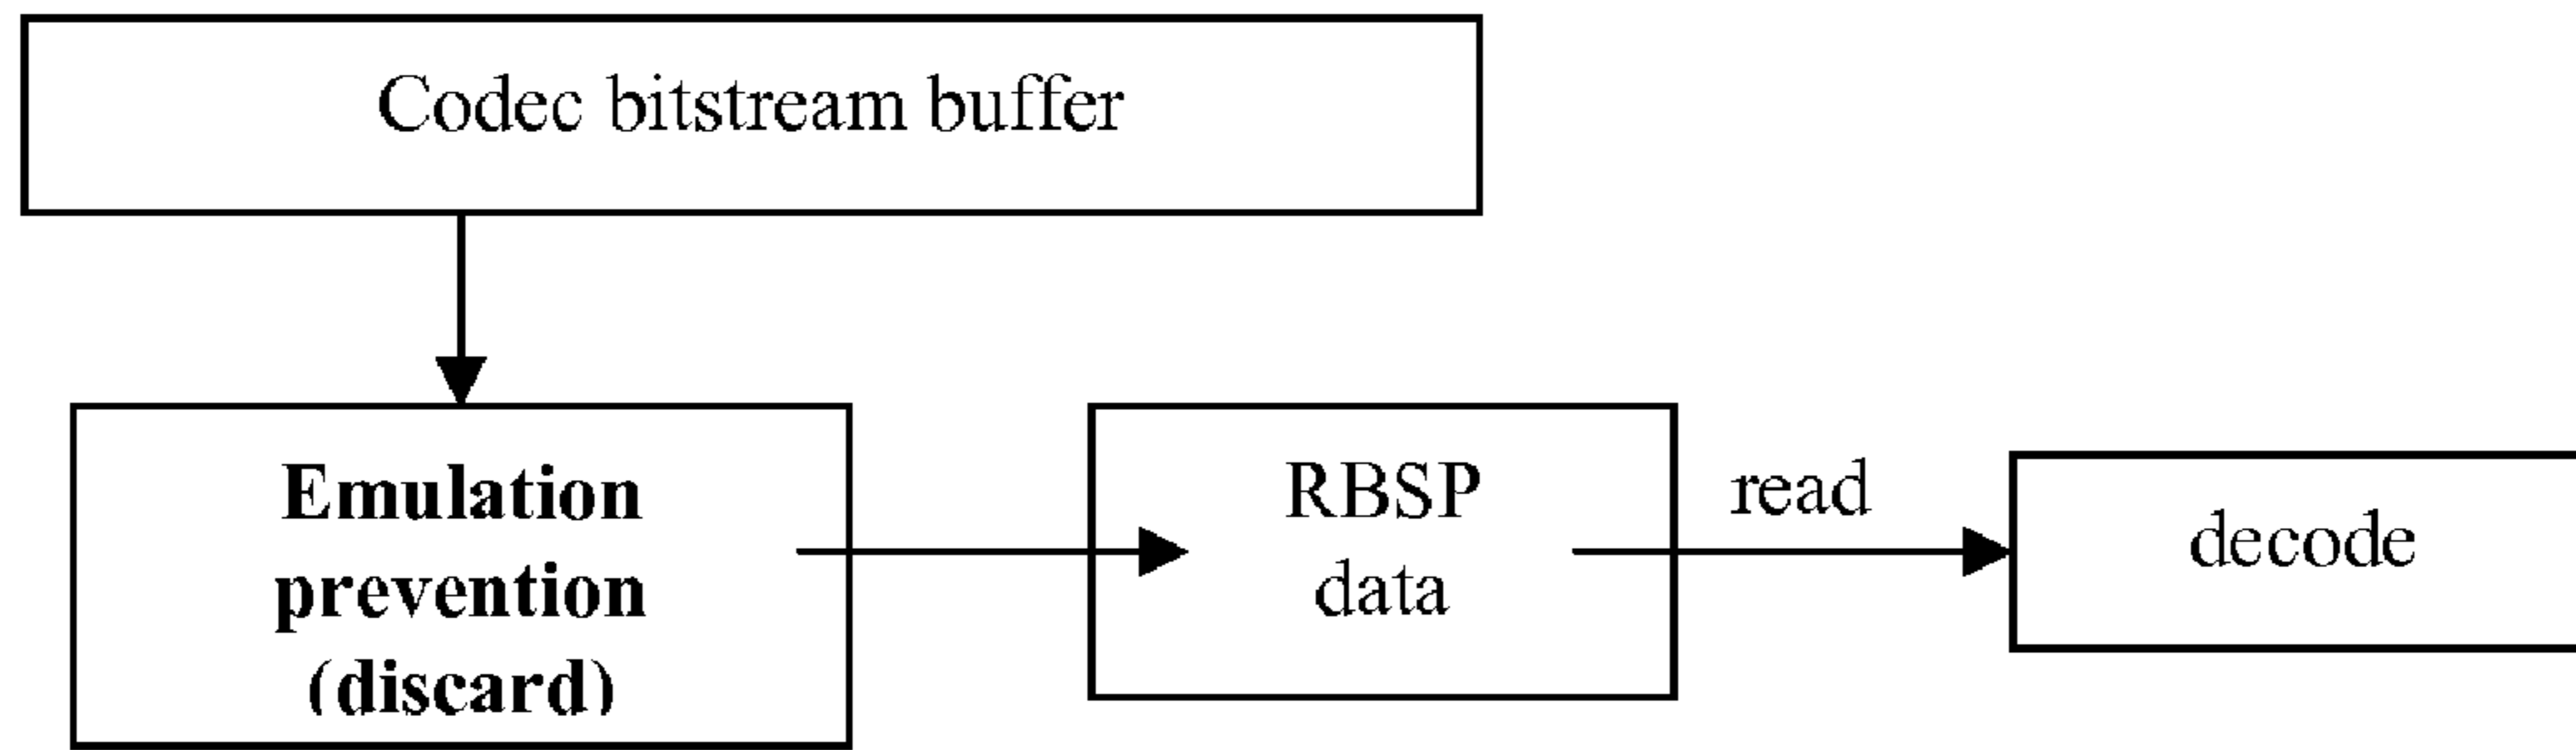 Codec bitstream buffer
Emulation
prevention
(discard)
RBSP
data
read
decode